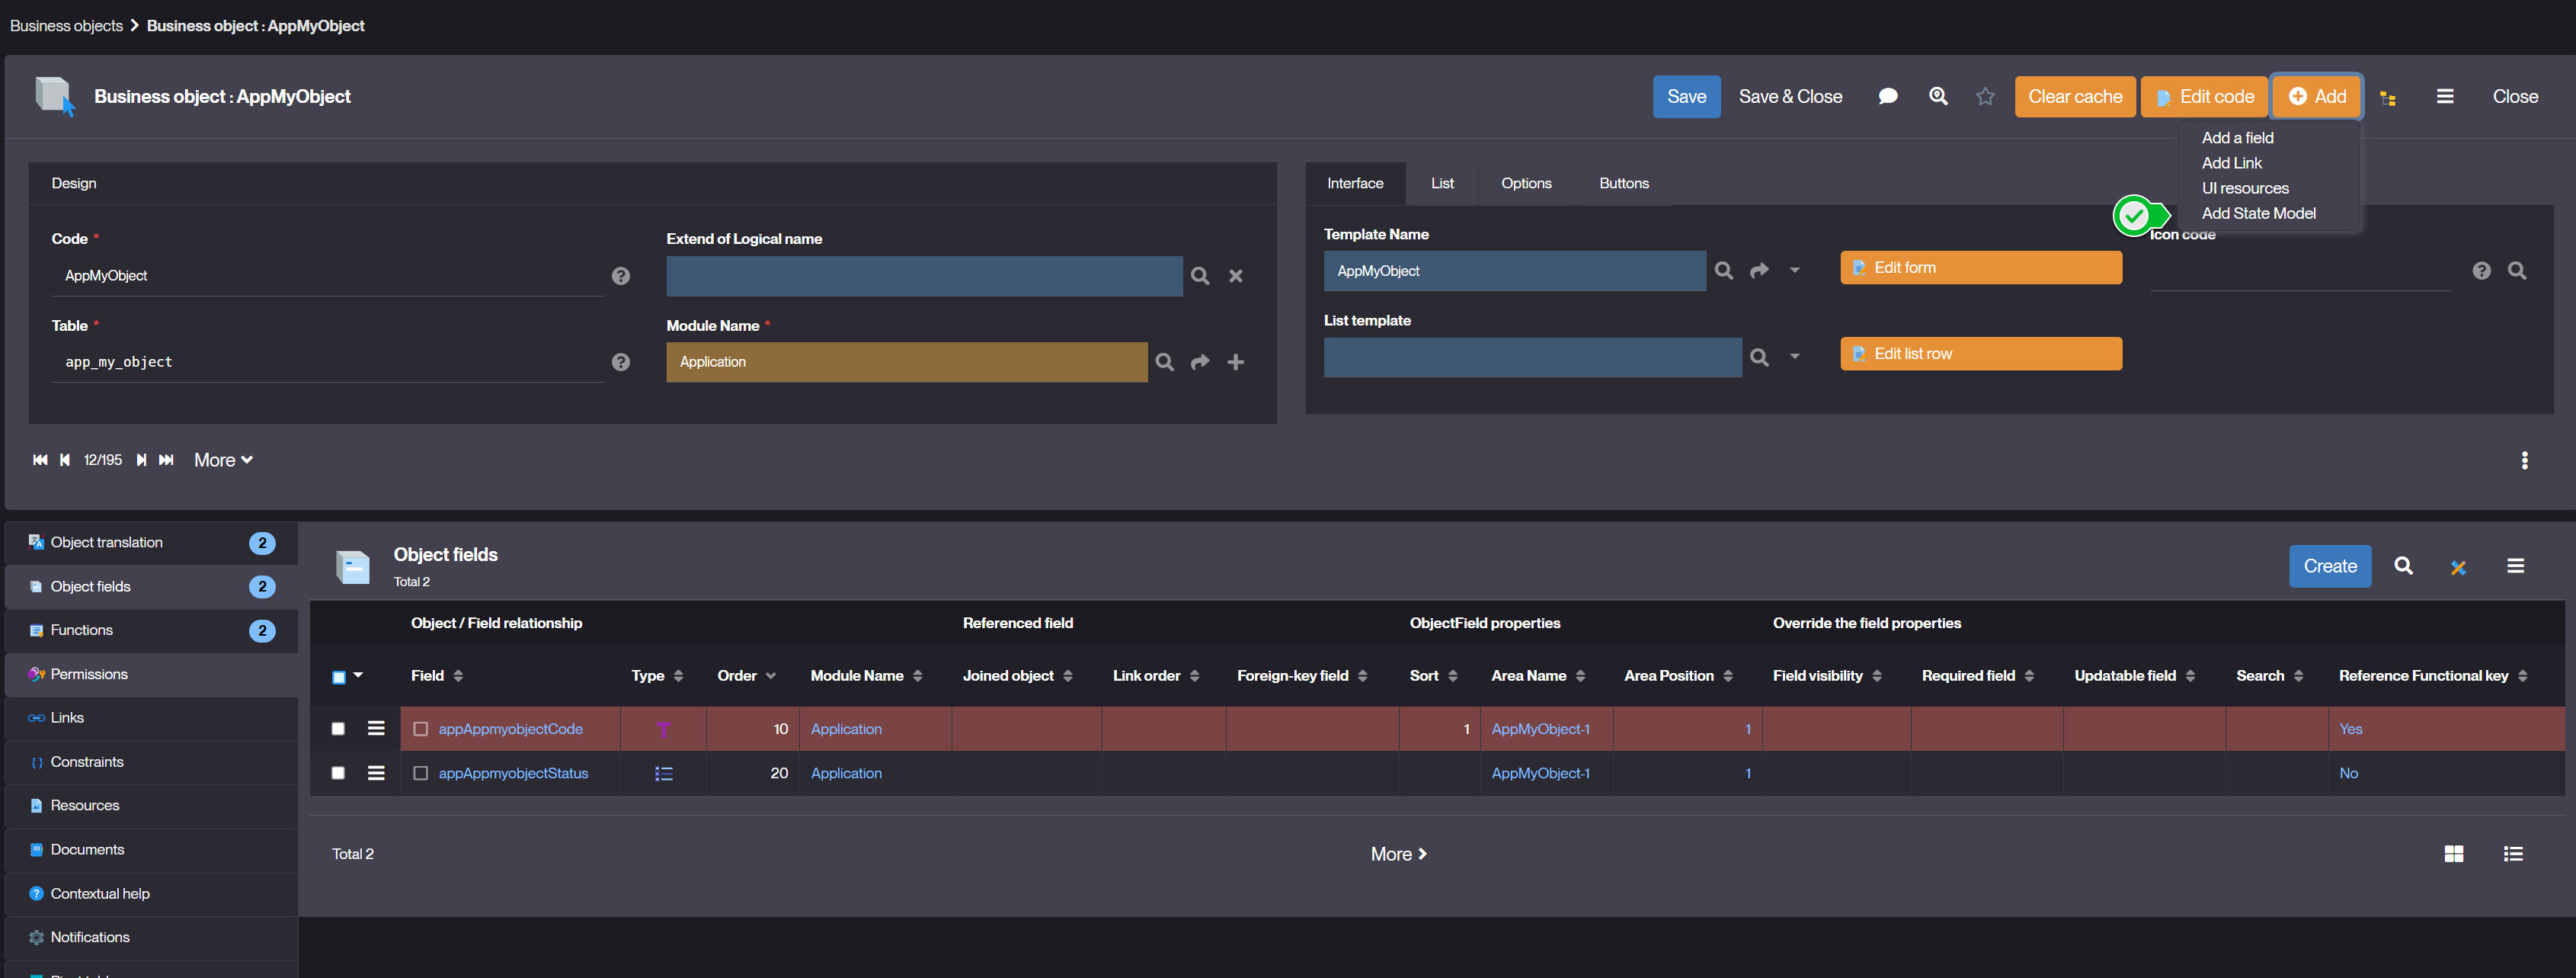 Business objects > Business object : AppMyObject
Business object : AppMyObject
Save
Save & Close
Clear cache
Edit code
Add
Close
Add a field
Add Link
UI resources
Add State Model
Design
Code *
AppMyObject
Extend of Logical name
Table *
app_my_object
Module Name *
Application
Interface
List
Options
Buttons
Template Name
AppMyObject
Edit form
Icon code
List template
Edit list row
12/195
More
Object translation 2
Object fields 2
Functions 2
Permissions
Links
Constraints
Resources
Documents
Contextual help
Notifications
Object fields
Total 2
Create
Object / Field relationship
Referenced field
ObjectField properties
Override the field properties
Field
Type
Order
Module Name
Joined object
Link order
Foreign-key field
Sort
Area Name
Area Position
Field visibility
Required field
Updatable field
Search
Reference Functional key
appAppmyobjectCode T 10 Application 1 AppMyObject-1 1 Yes
appAppmyobjectStatus 20 Application AppMyObject-1 1 No
Total 2
More >